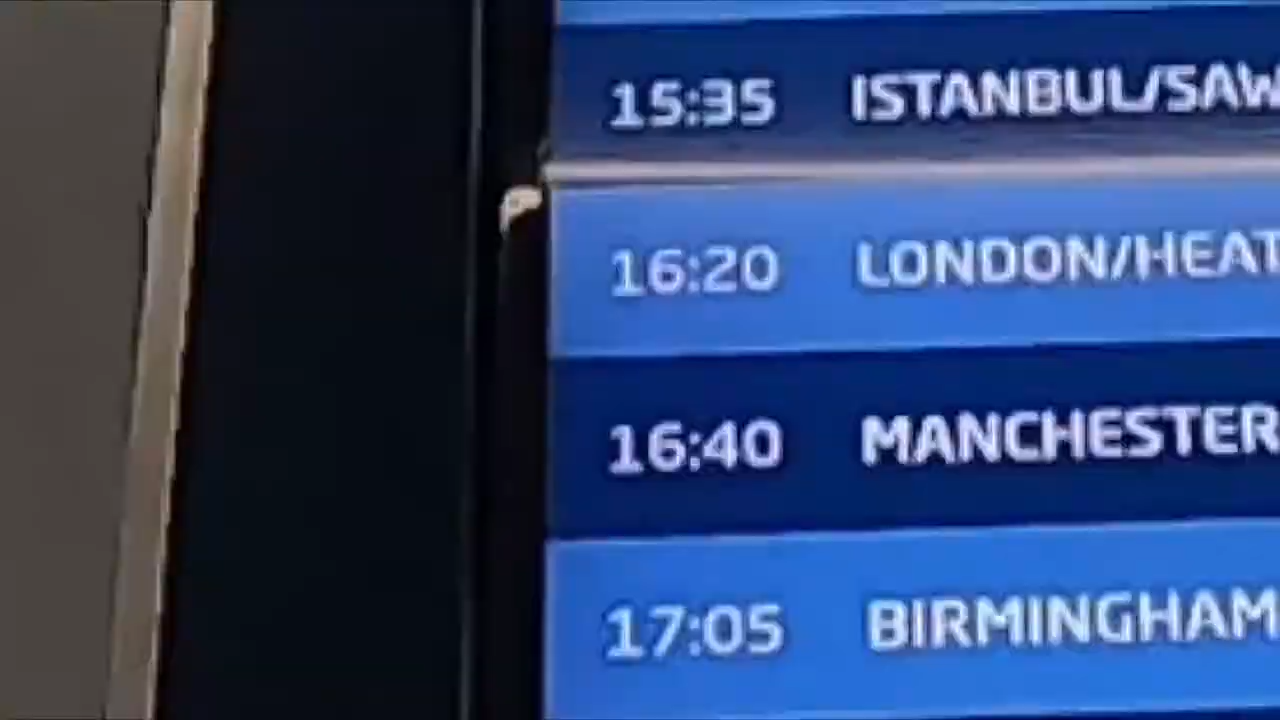 15:35 ISTANBUL/SAW
16:20 LONDON/HEAT
16:40 MANCHESTER
17:05 BIRMINGHAM